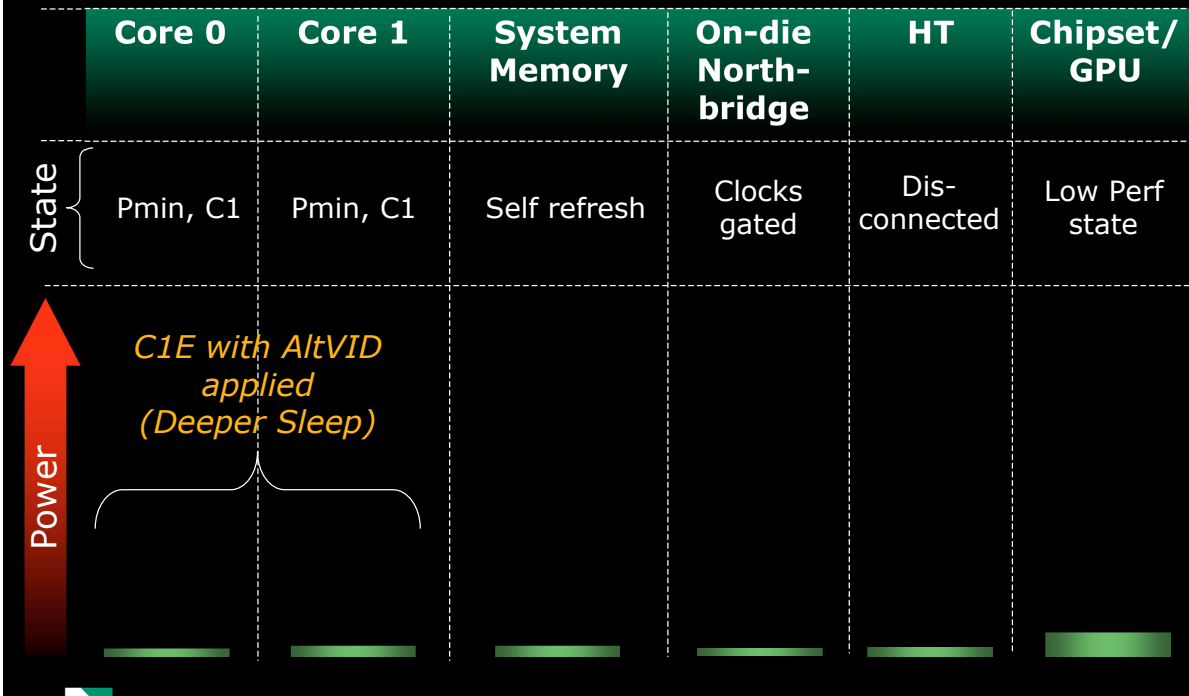 Core 0
Core 1
System
Memory
On-die
North-
bridge
HT
Chipset/
GPU
State
Pmin, C1
Pmin, C1
Self refresh
Clocks
gated
Dis-
connected
Low Perf
state
C1E with AltVID
applied
(Deeper Sleep)
Power